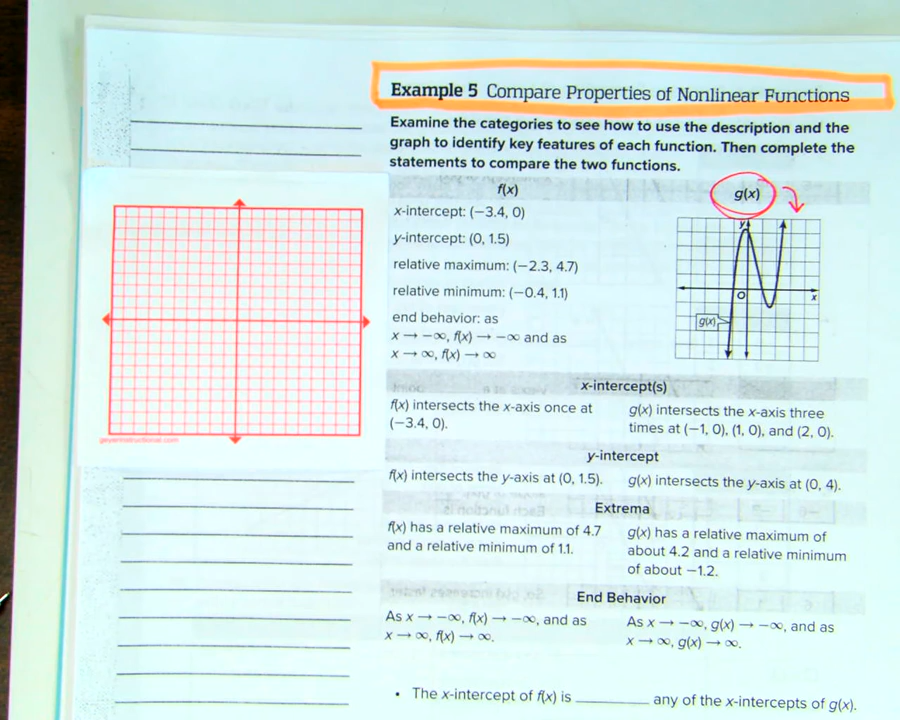 Example 5 Compare Properties of Nonlinear Functions
Examine the categories to see how to use the description and the
graph to identify key features of each function. Then complete the
statements to compare the two functions.
f(x)
g(x)
x-intercept: (−3.4, 0)
y-intercept: (0, 1.5)
relative maximum: (−2.3, 4.7)
relative minimum: (−0.4, 1.1)
end behavior: as
x → −∞, f(x) → −∞ and as
x → ∞, f(x) → ∞
y
O
x
g(x)
geyerinstructional.com
x-intercept(s)
f(x) intersects the x-axis once at
(−3.4, 0).
g(x) intersects the x-axis three
times at (−1, 0), (1, 0), and (2, 0).
y-intercept
f(x) intersects the y-axis at (0, 1.5).
g(x) intersects the y-axis at (0, 4).
Extrema
f(x) has a relative maximum of 4.7
and a relative minimum of 1.1.
g(x) has a relative maximum of
about 4.2 and a relative minimum
of about −1.2.
End Behavior
As x → −∞, f(x) → −∞, and as
x → ∞, f(x) → ∞.
As x → −∞, g(x) → −∞, and as
x → ∞, g(x) → ∞.
• The x-intercept of f(x) is ________ any of the x-intercepts of g(x).